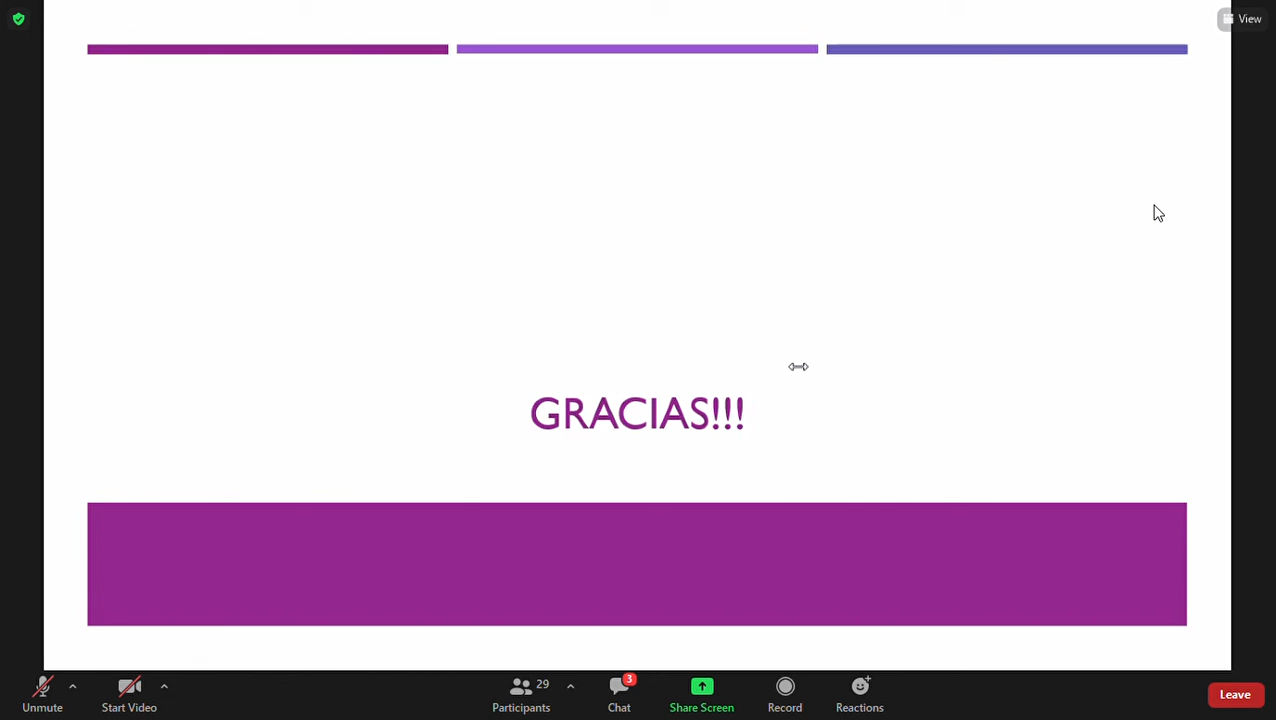 View
GRACIAS!!!
29
3
Unmute
Start Video
Participants
Chat
Share Screen
Record
Reactions
Leave